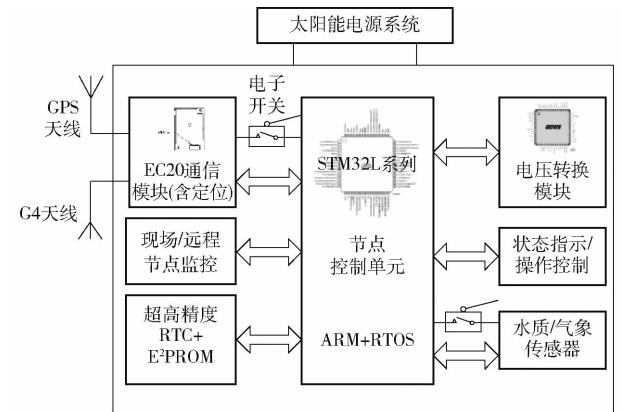 太阳能电源系统
GPS
天线
G4天线
EC20通信
模块(含定位)
电子
开关
STM32L系列
节点
控制单元
ARM+RTOS
电压转换
模块
现场/远程
节点监控
状态指示/
操作控制
超高精度
RTC+
E²PROM
水质/气象
传感器